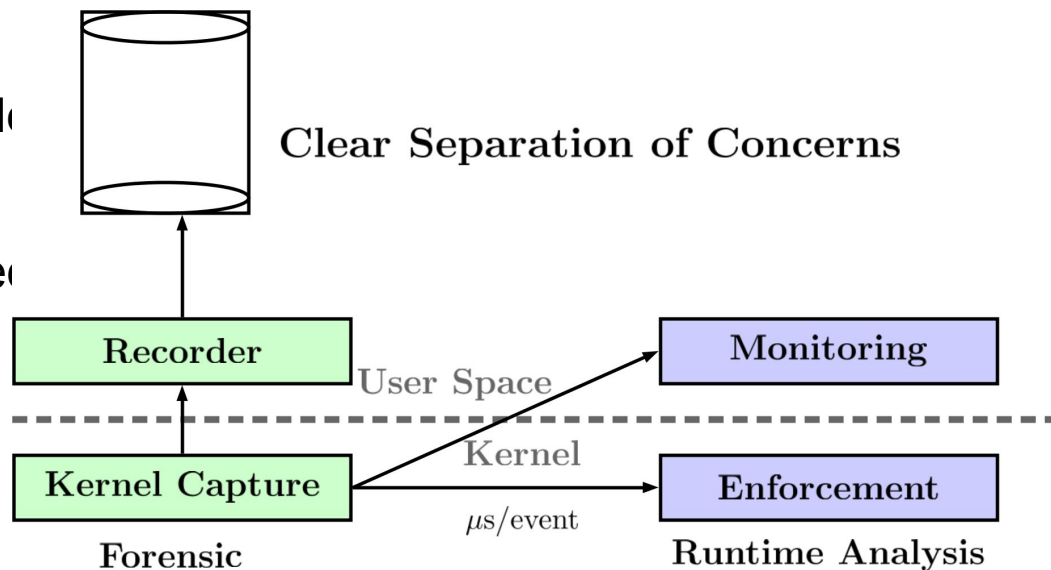 Clear Separation of Concerns
Recorder
Monitoring
User Space
Kernel
Kernel Capture
Enforcement
μs/event
Forensic
Runtime Analysis